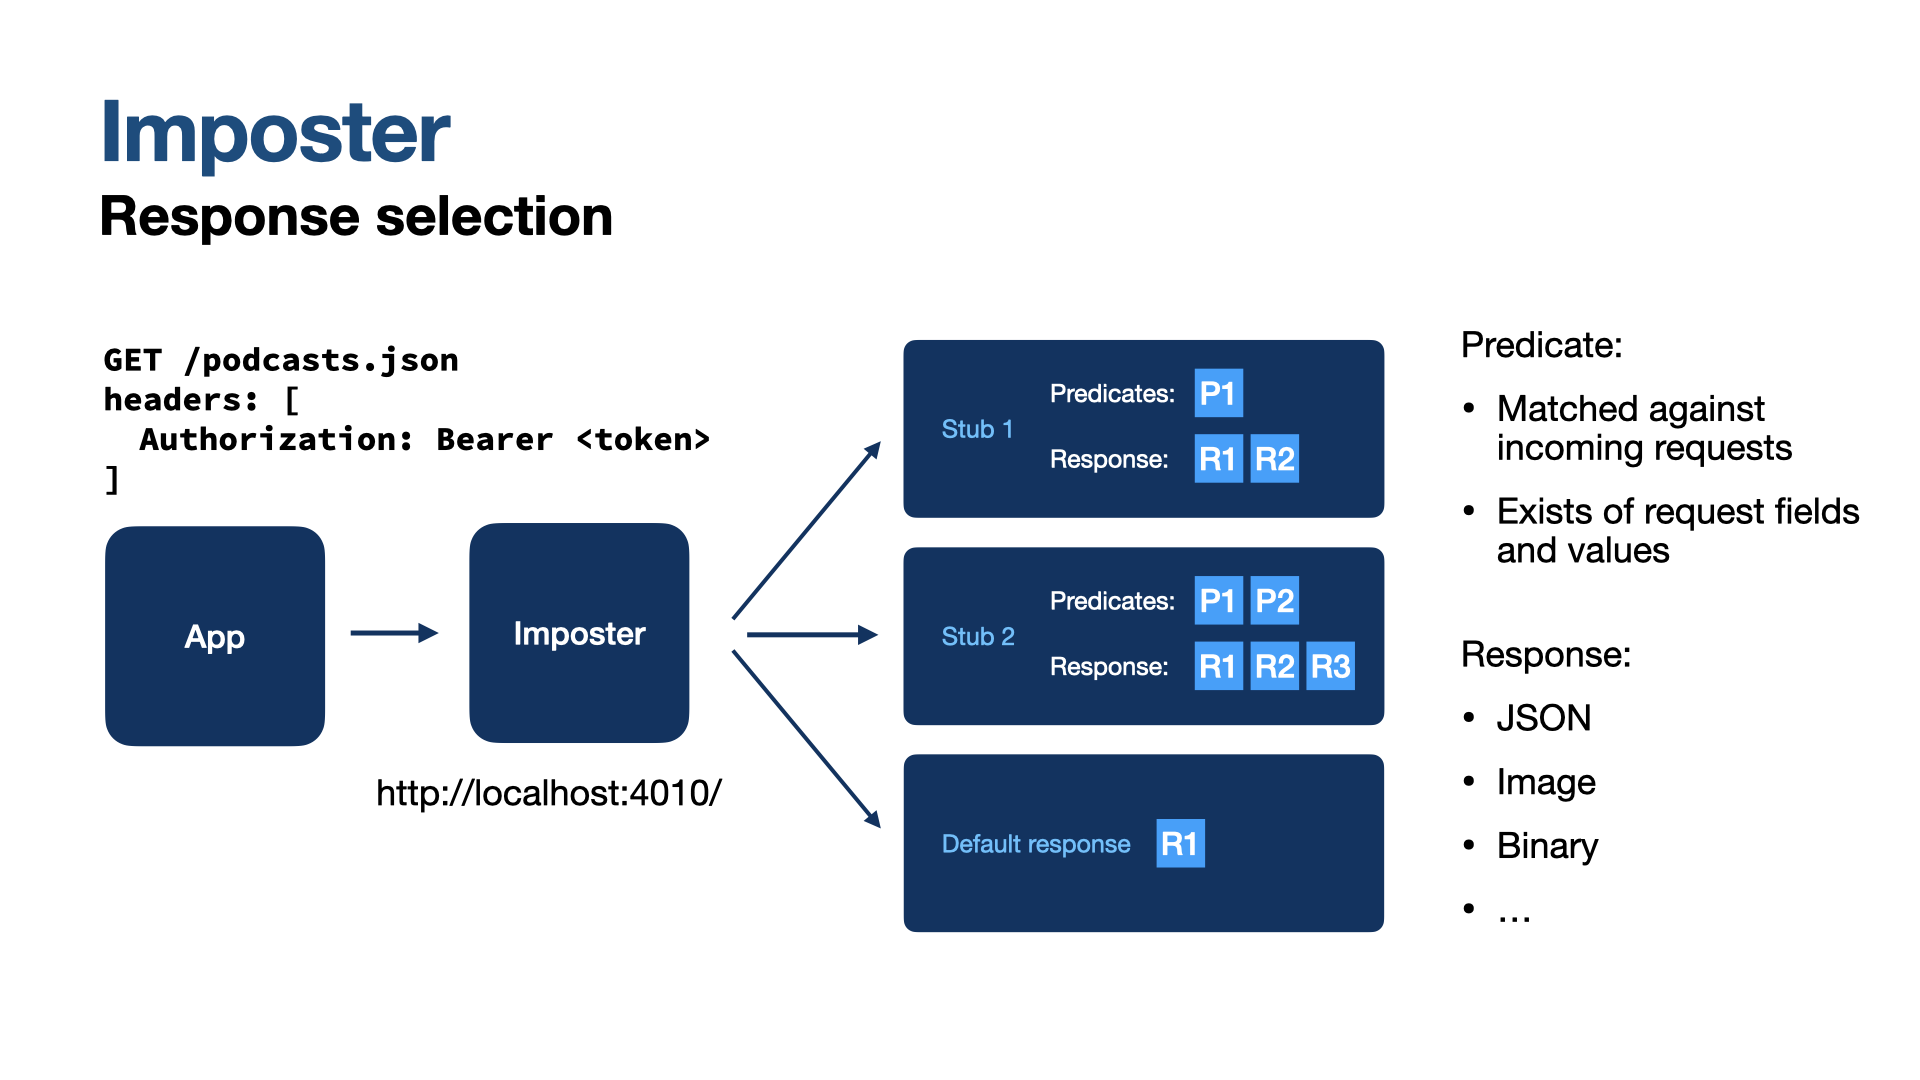 Imposter
Response selection
GET /podcasts.json
headers: [
Authorization: Bearer <token>
]
App
Imposter
http://localhost:4010/
Stub 1
Predicates: P1
Response: R1 R2
Stub 2
Predicates: P1 P2
Response: R1 R2 R3
Default response R1
Predicate:
• Matched against
incoming requests
• Exists of request fields
and values
Response:
• JSON
• Image
• Binary
• …